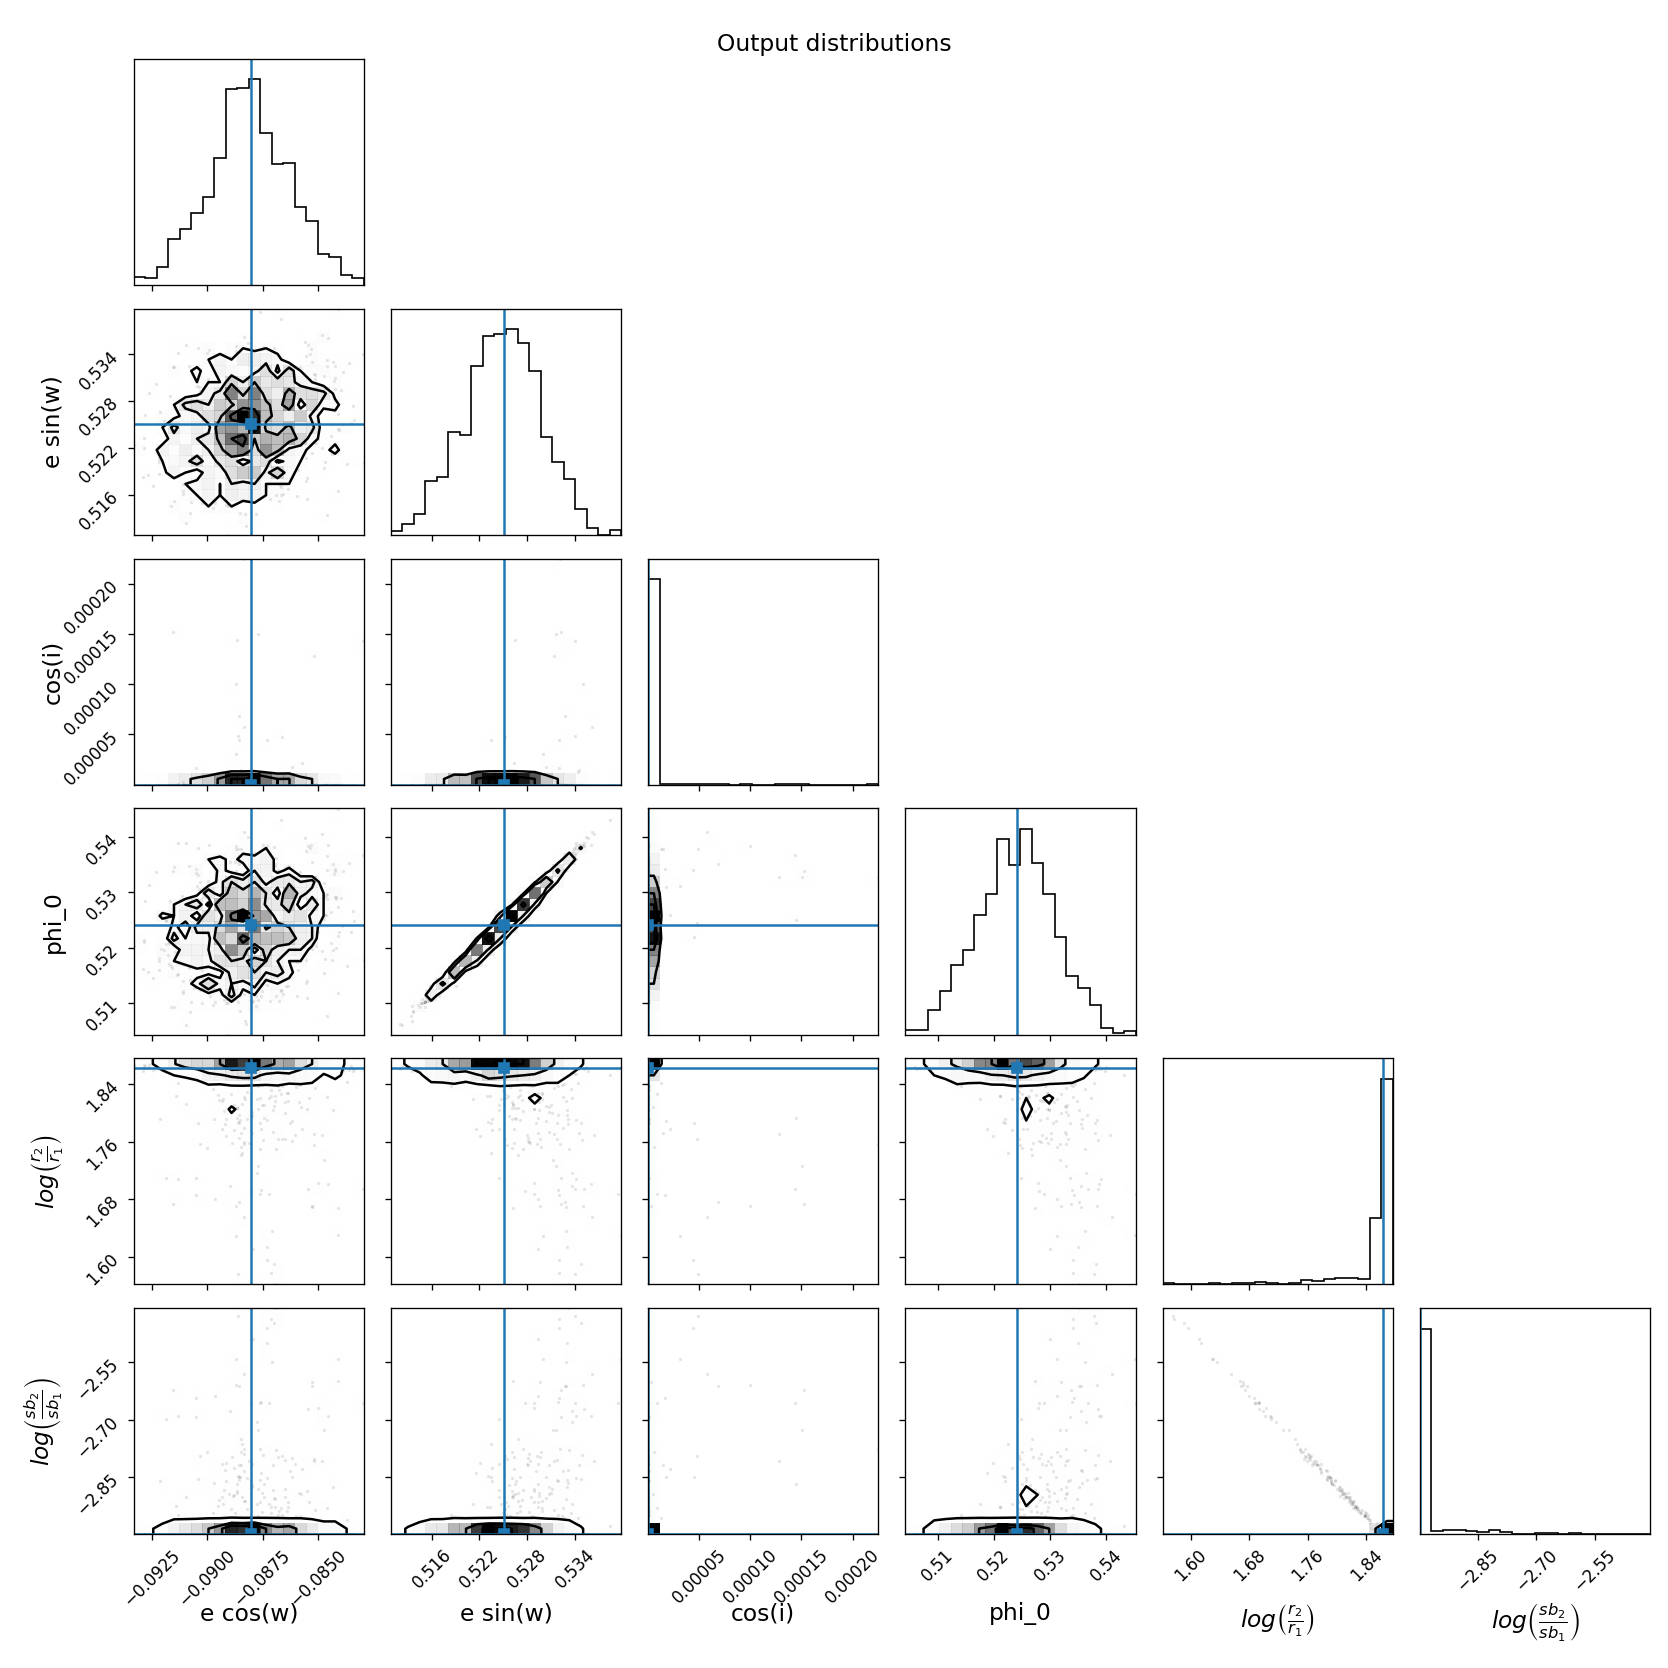 Output distributions
e sin(w)
0.534
0.528
0.522
0.516
cos(i)
0.00020
0.00015
0.00010
0.00005
phi_0
0.54
0.53
0.52
0.51
log(r₂/r₁)
1.84
1.76
1.68
1.60
log(sb₂/sb₁)
−2.55
−2.70
−2.85
−0.0925 −0.0900 −0.0875 −0.0850
0.516 0.522 0.528 0.534
0.00005 0.00010 0.00015 0.00020
0.51 0.52 0.53 0.54
1.60 1.68 1.76 1.84
−2.85 −2.70 −2.55
e cos(w) e sin(w) cos(i) phi_0 log(r₂/r₁) log(sb₂/sb₁)